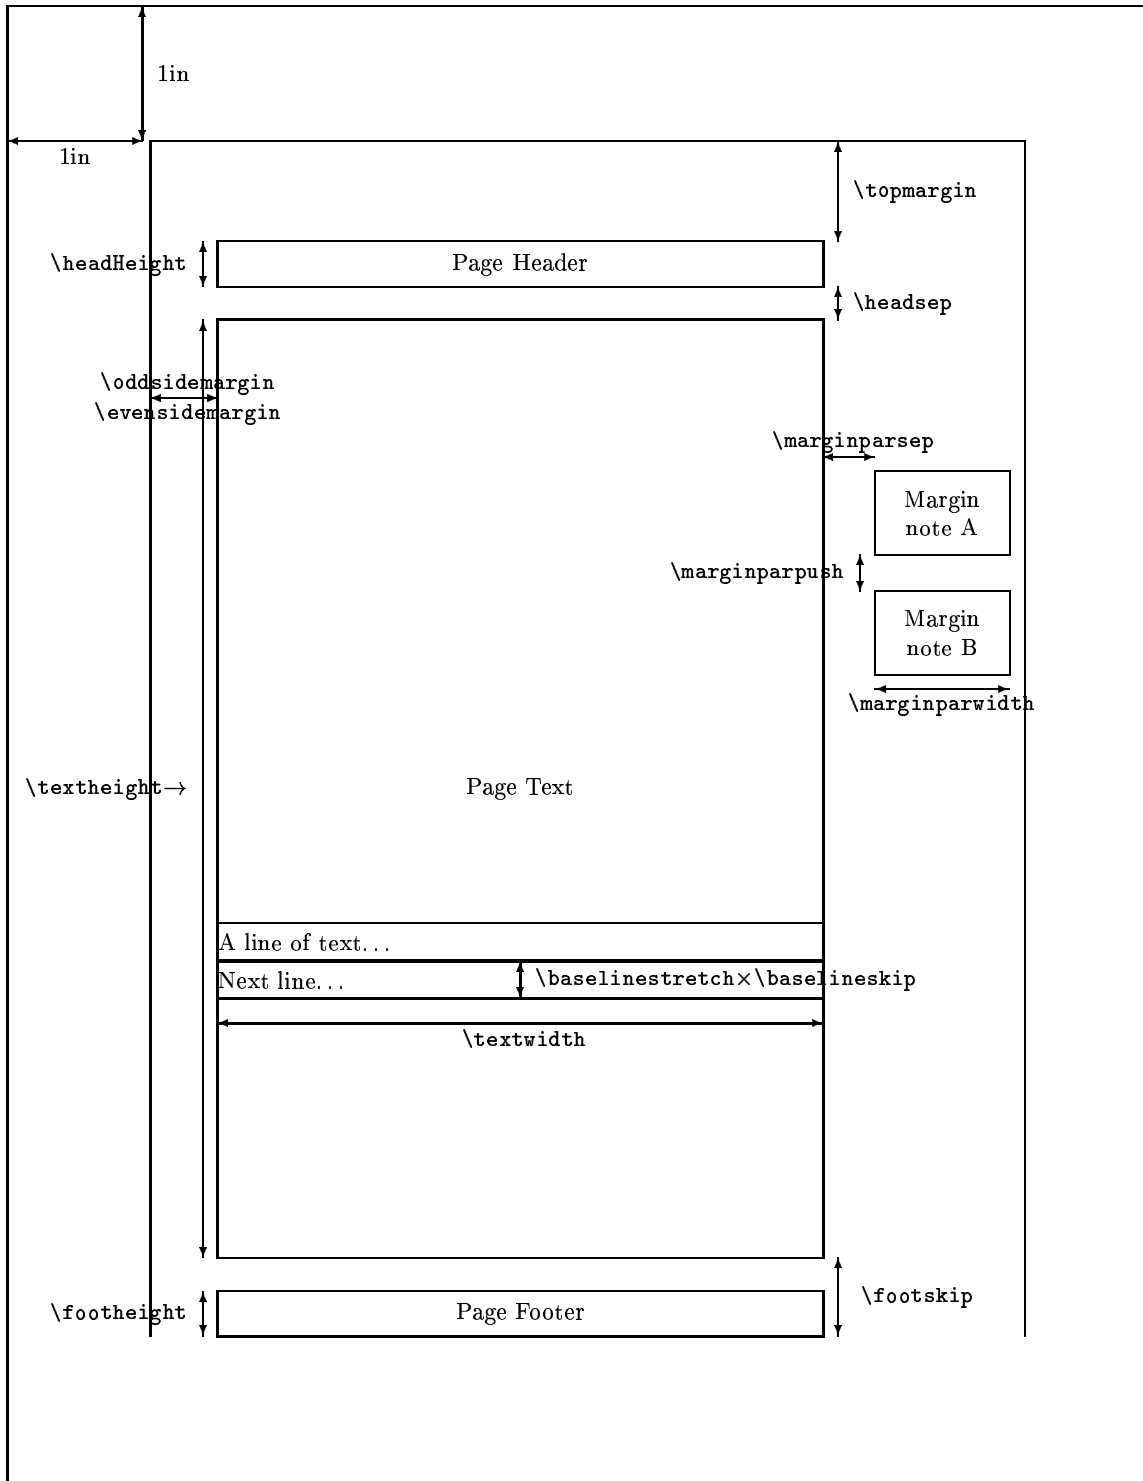 1in
1in
\topmargin
\headHeight
Page Header
\headsep
\oddsidemargin
\evensidemargin
\marginparsep
Margin
note A
\marginparpush
Margin
note B
\marginparwidth
\textheight→
Page Text
A line of text...
Next line...
\baselinestretch×\baselineskip
\textwidth
\footskip
\footheight
Page Footer